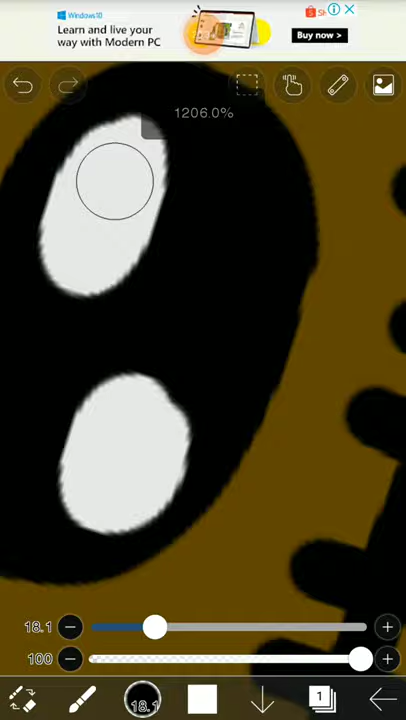 Windows10
Learn and live your
way with Modern PC
Buy now >
1206.0%
18.1
100
18.1
1